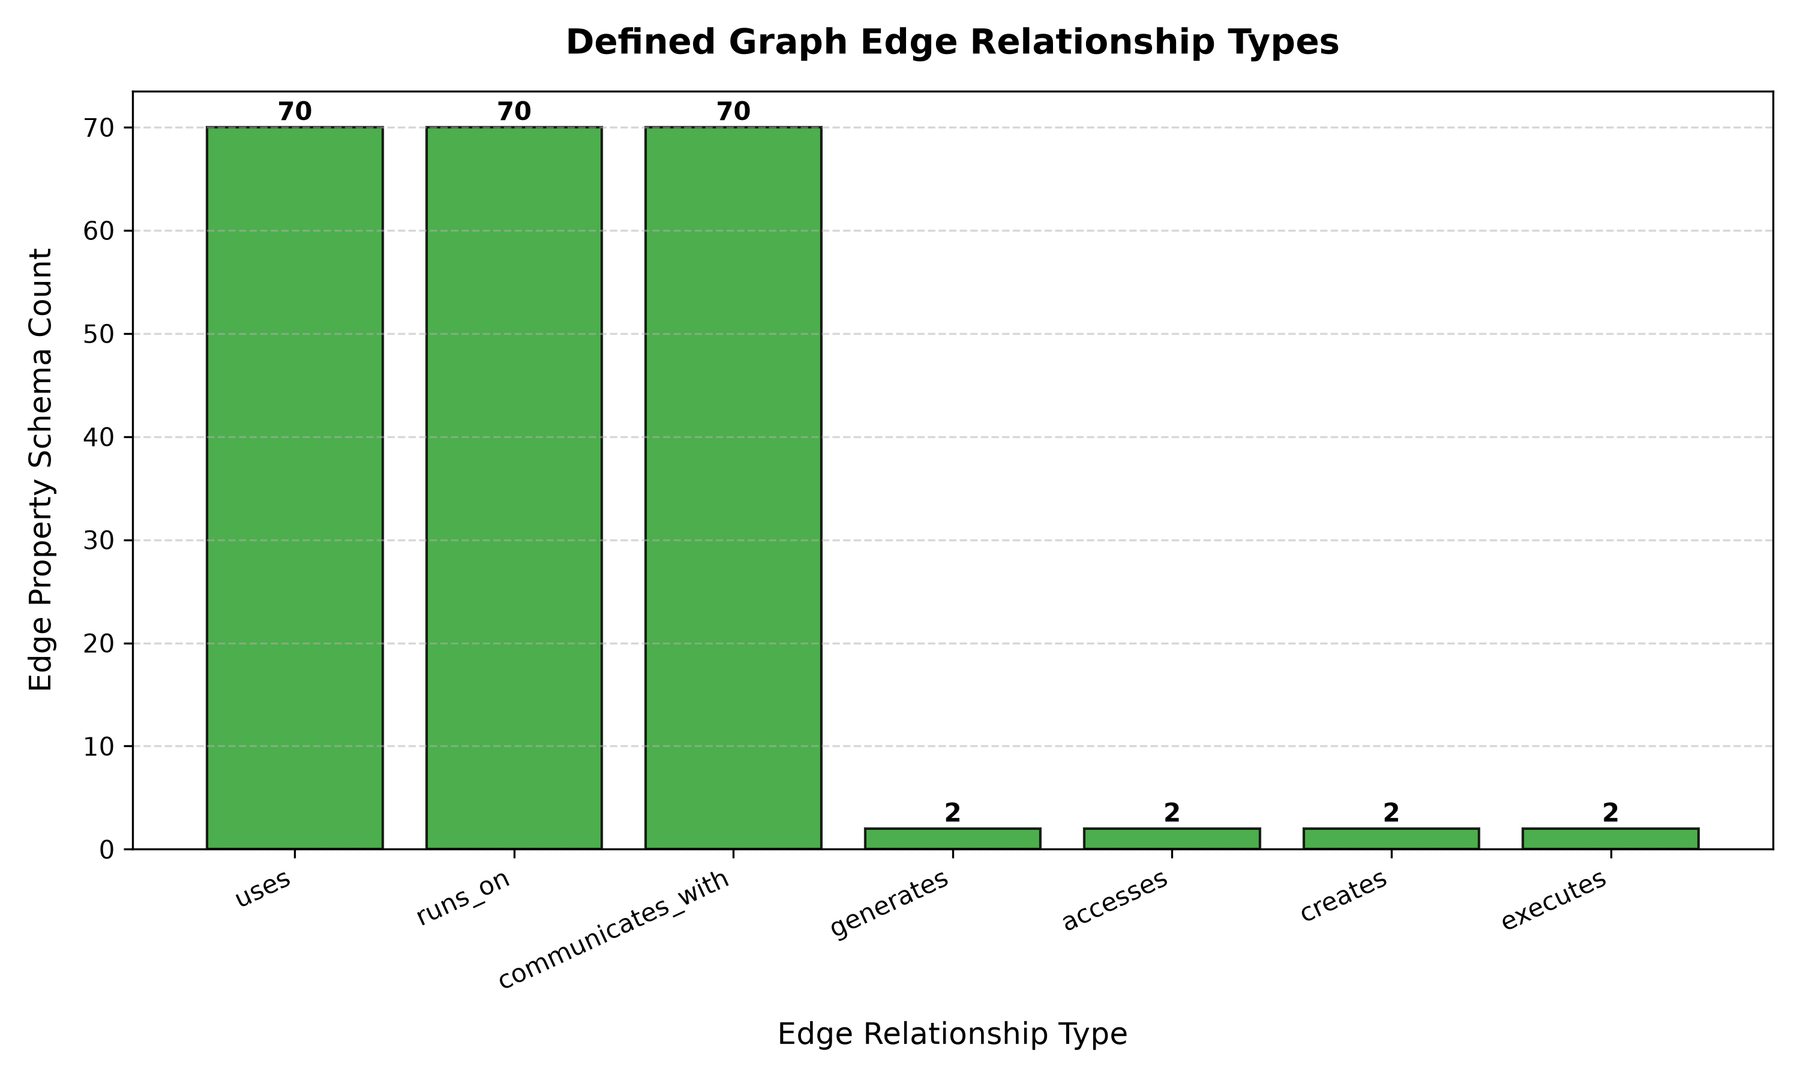 Defined Graph Edge Relationship Types
Edge Property Schema Count
70
60
50
40
30
20
10
0
70
70
70
2
2
2
2
uses
runs_on
communicates_with
generates
accesses
creates
executes
Edge Relationship Type